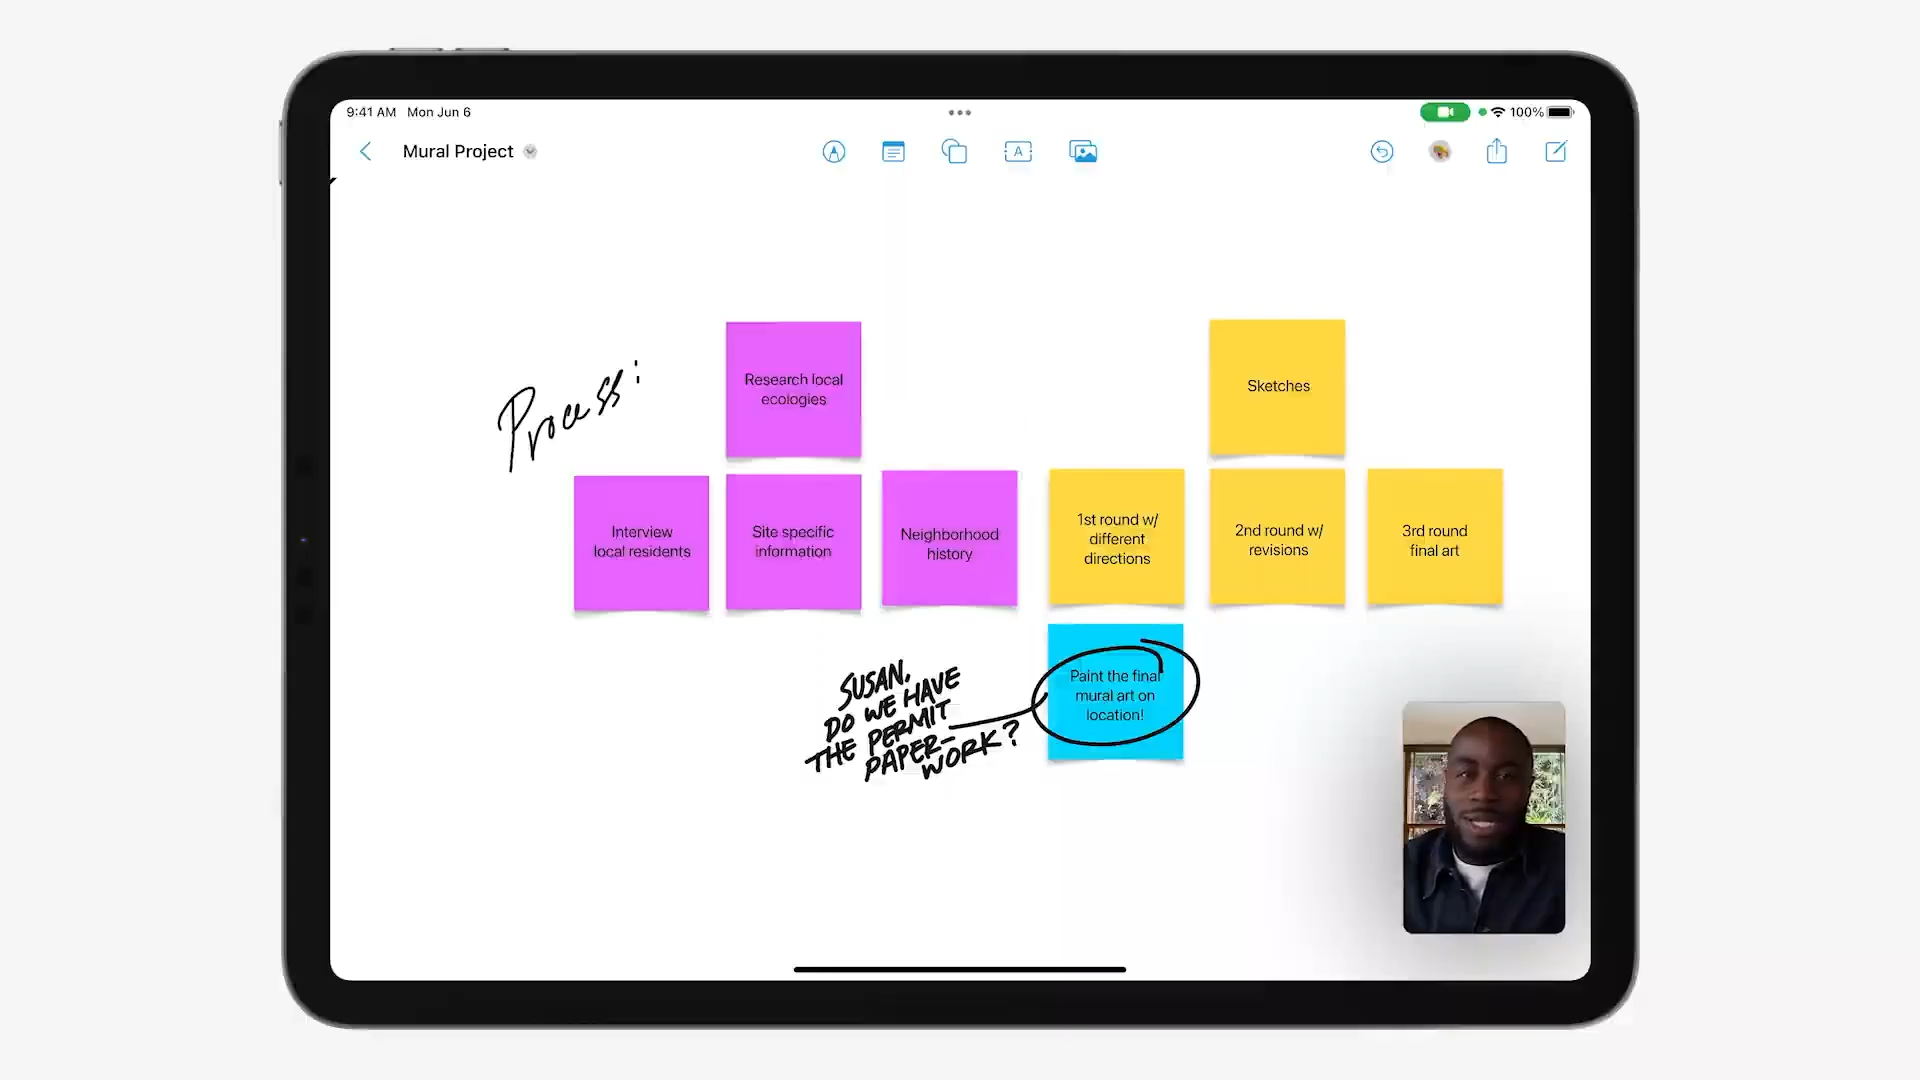 9:41 AM Mon Jun 6
100%
Mural Project
A
Process:
Research local
ecologies
Sketches
Interview
local residents
Site specific
information
Neighborhood
history
1st round w/
different
directions
2nd round w/
revisions
3rd round
final art
SUSAN,
DO WE HAVE
THE PERMIT
PAPER-
WORK?
Paint the final
mural art on
location!